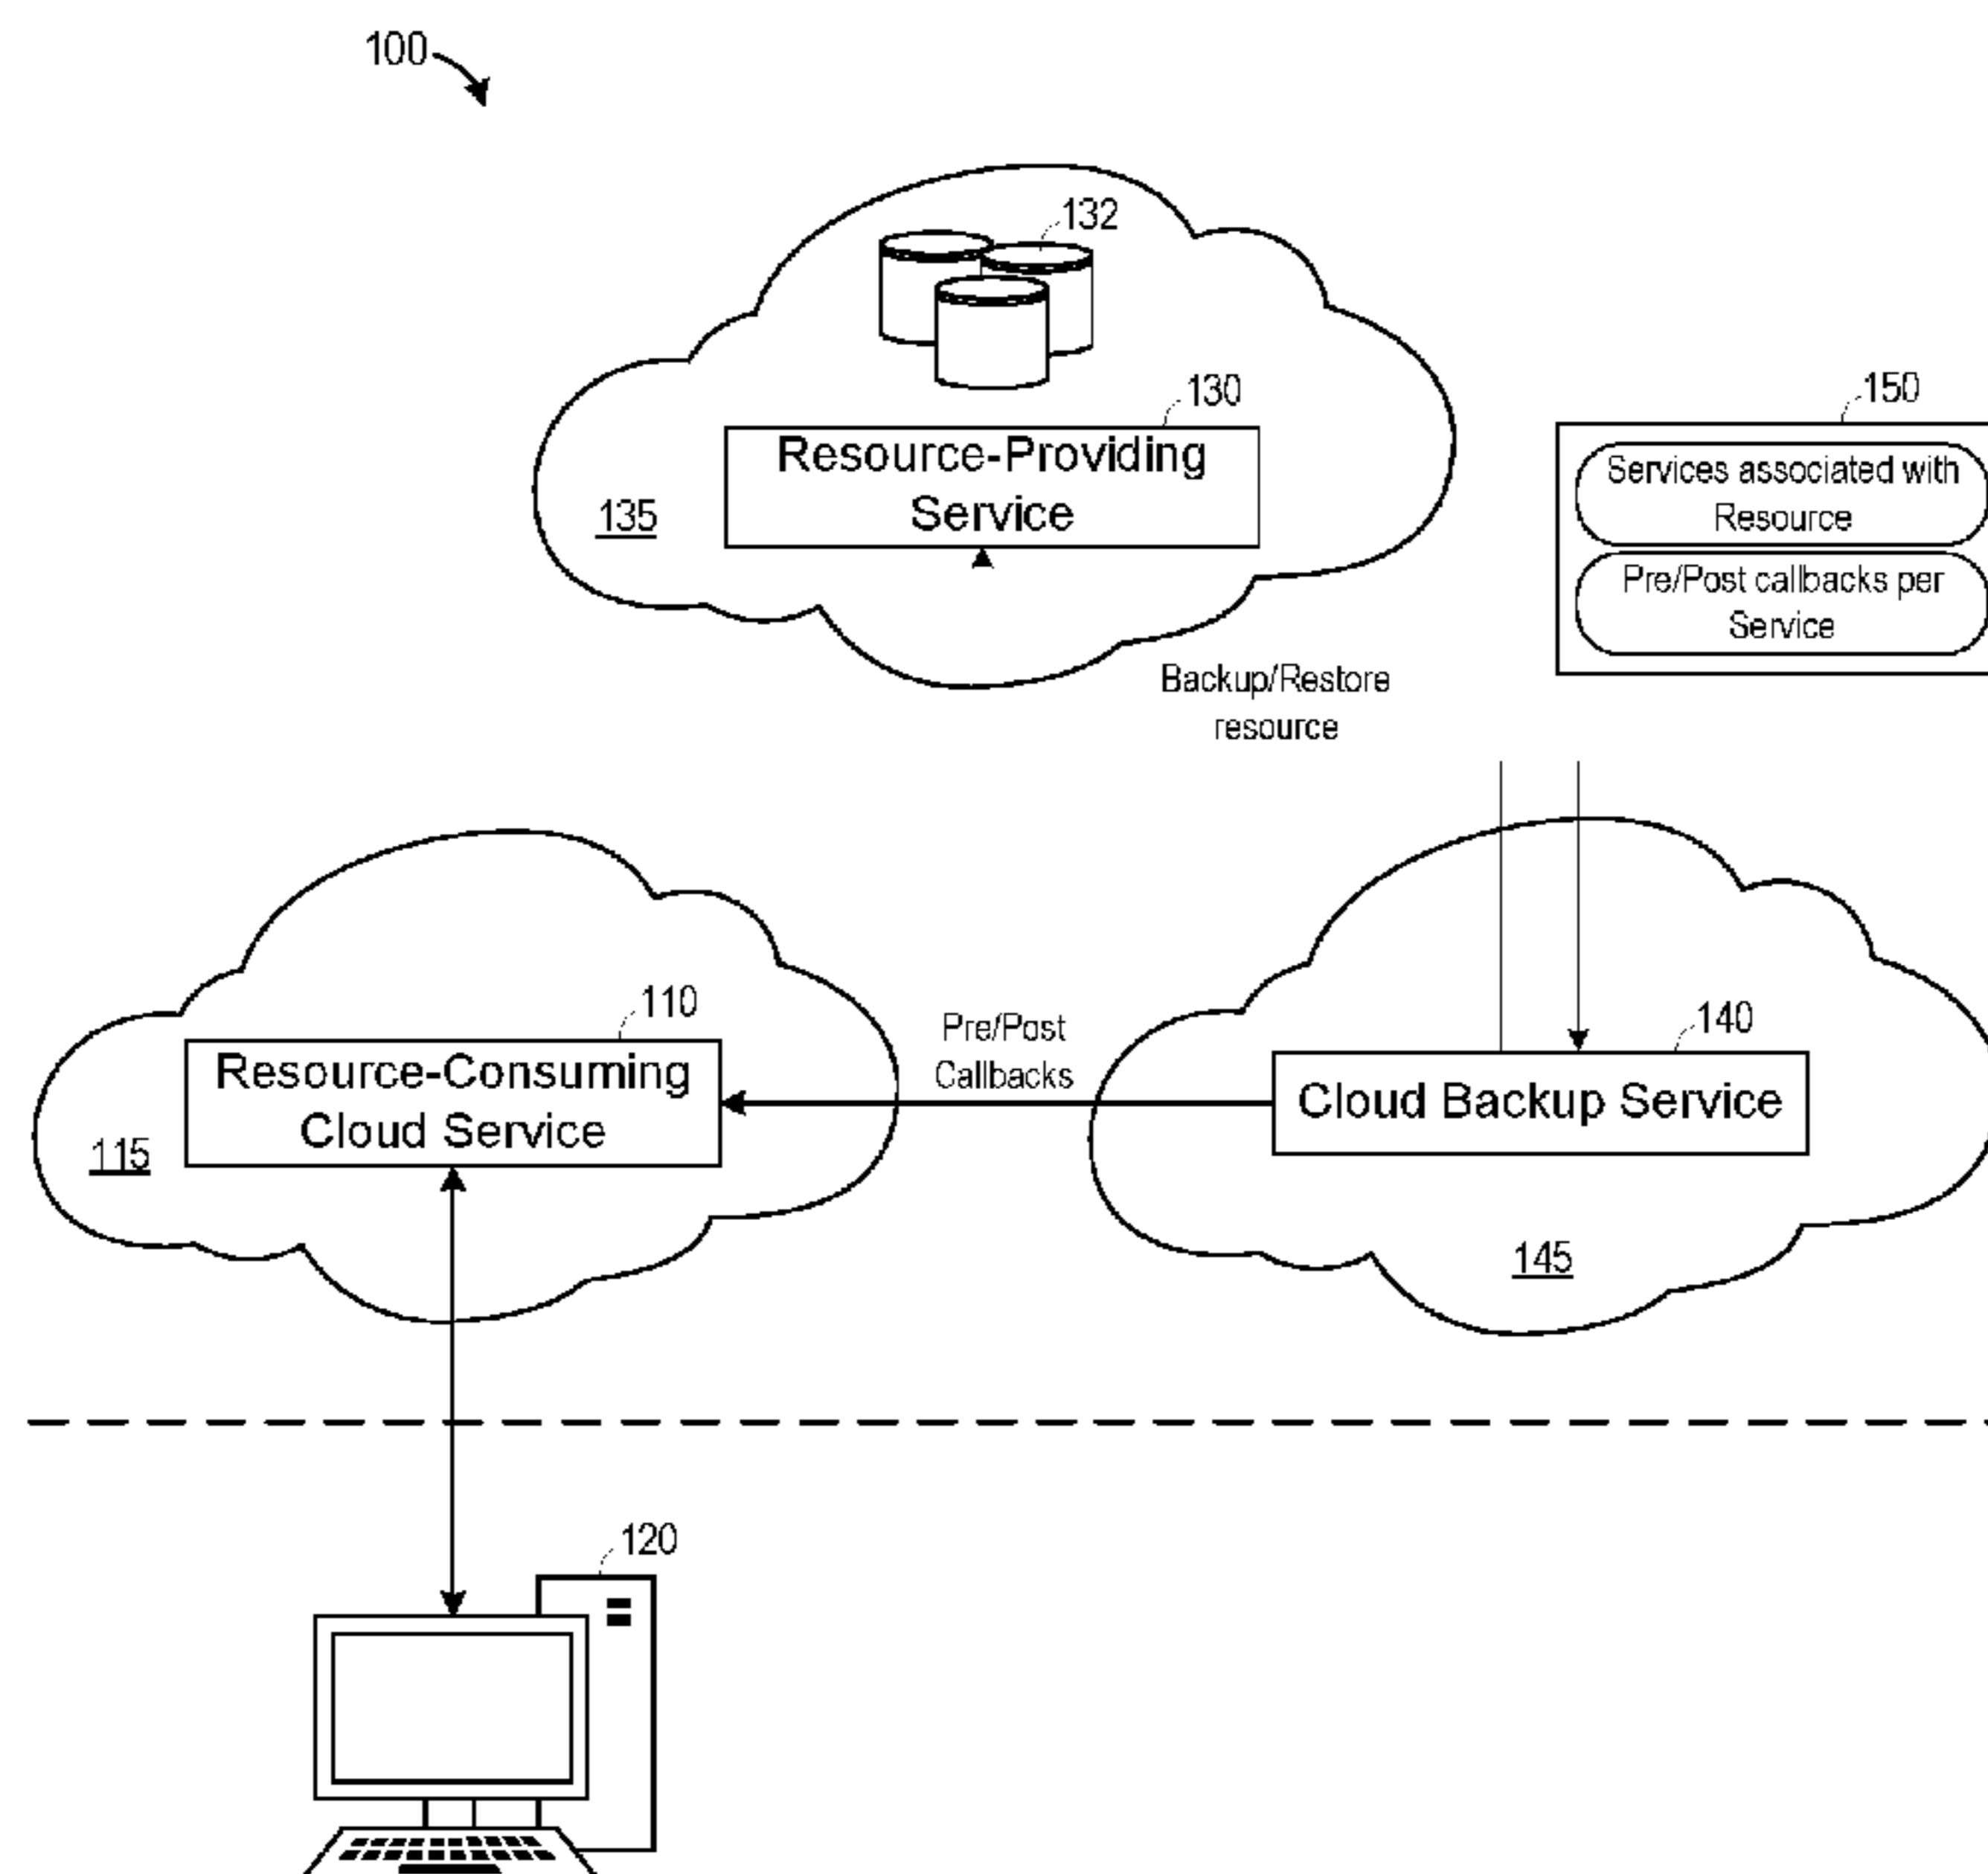 100
132
130
Resource-Providing
Service
135
150
Services associated with
Resource
Pre/Post callbacks per
Service
Backup/Restore
resource
110
Resource-Consuming
Cloud Service
115
Pre/Post
Callbacks
140
Cloud Backup Service
145
120